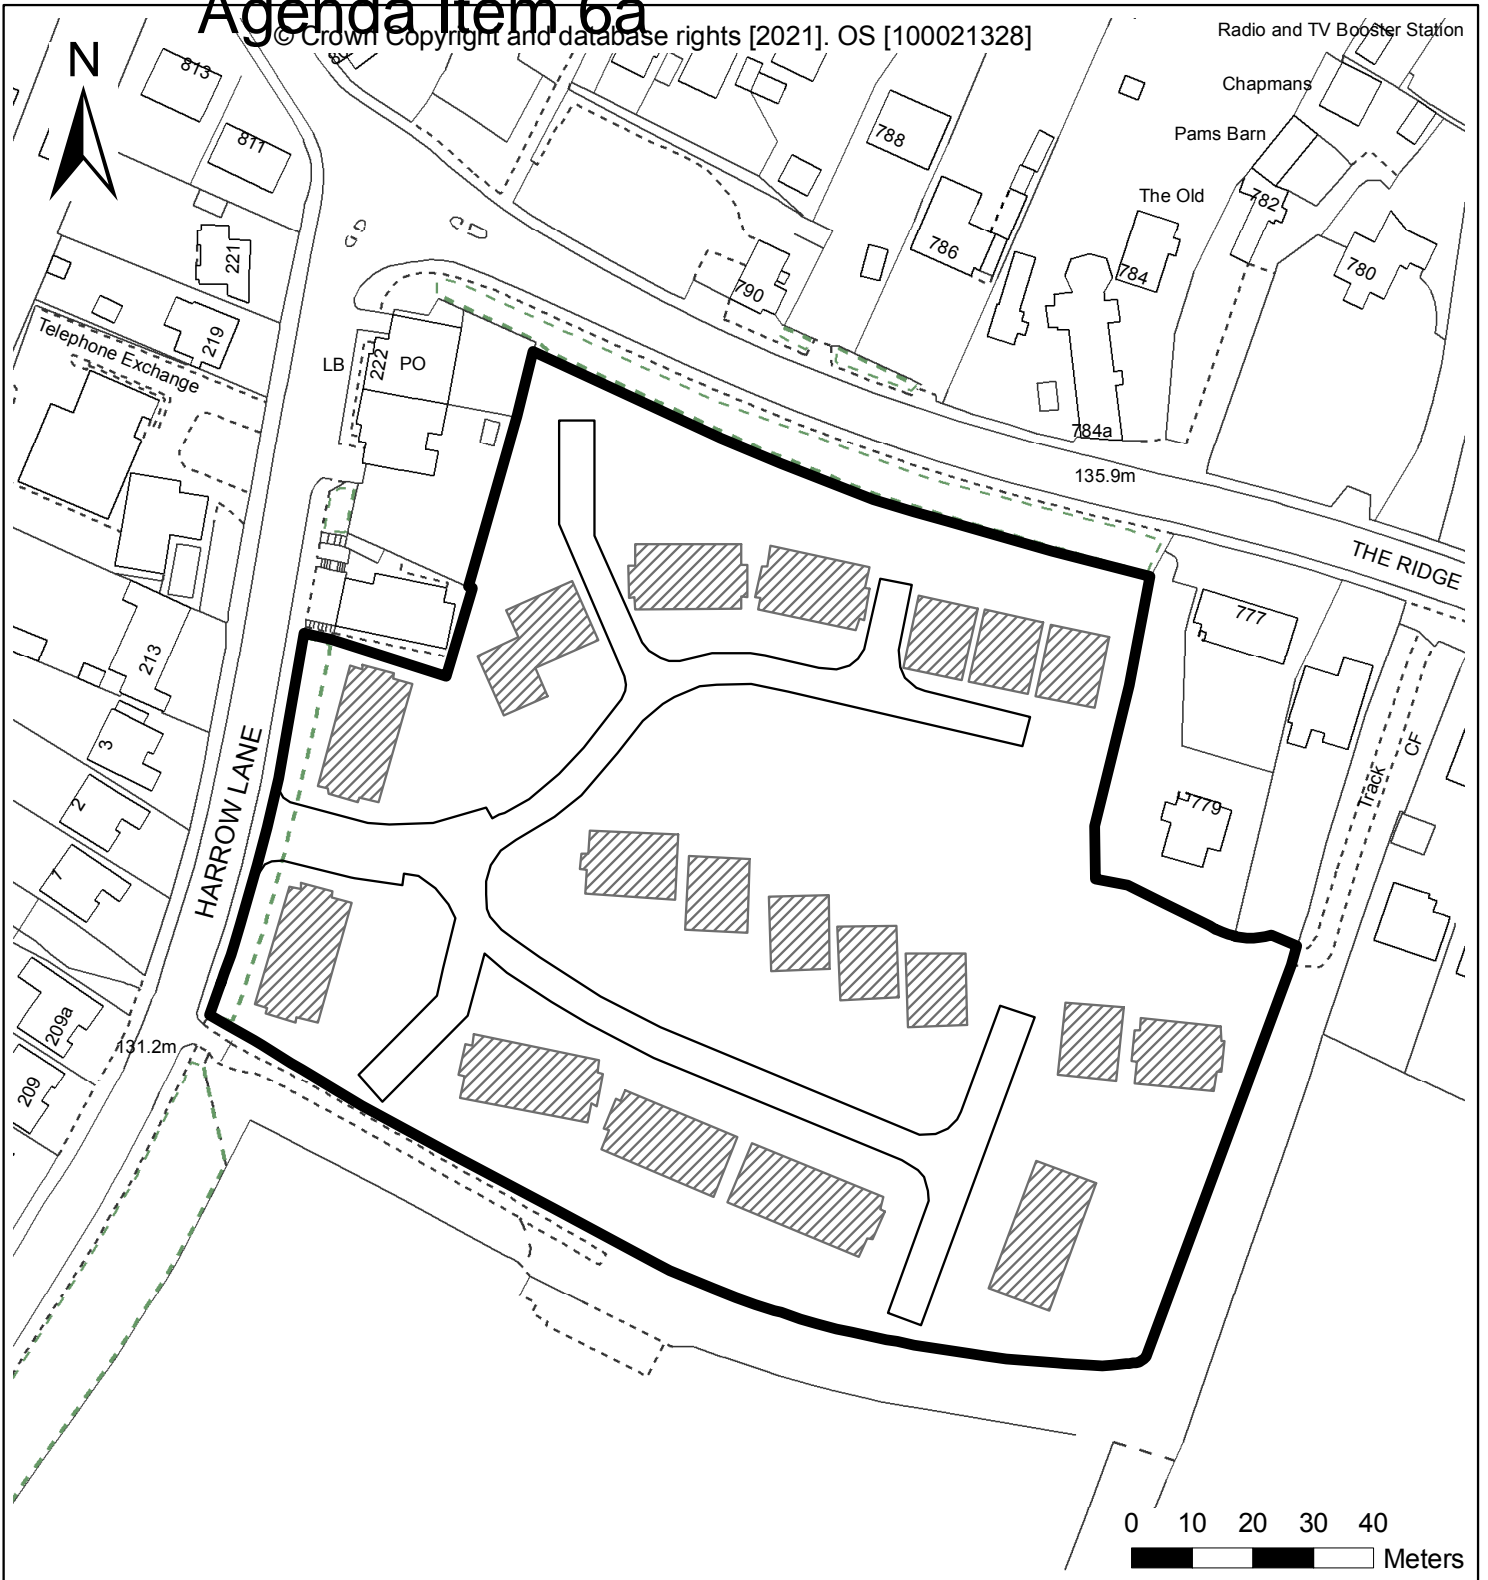 Agenda Item 6a
© Crown Copyright and database rights [2021]. OS [100021328]
Radio and TV Booster Station
N
813
Chapmans
811
788
Pams Barn
The Old
782
221
786
784
780
790
219
Telephone Exchange
LB
222
PO
784a
135.9m
THE RIDGE
777
213
3
CF
HARROW LANE
Track
2
779
1
209a
131.2m
209
0 10 20 30 40
Meters